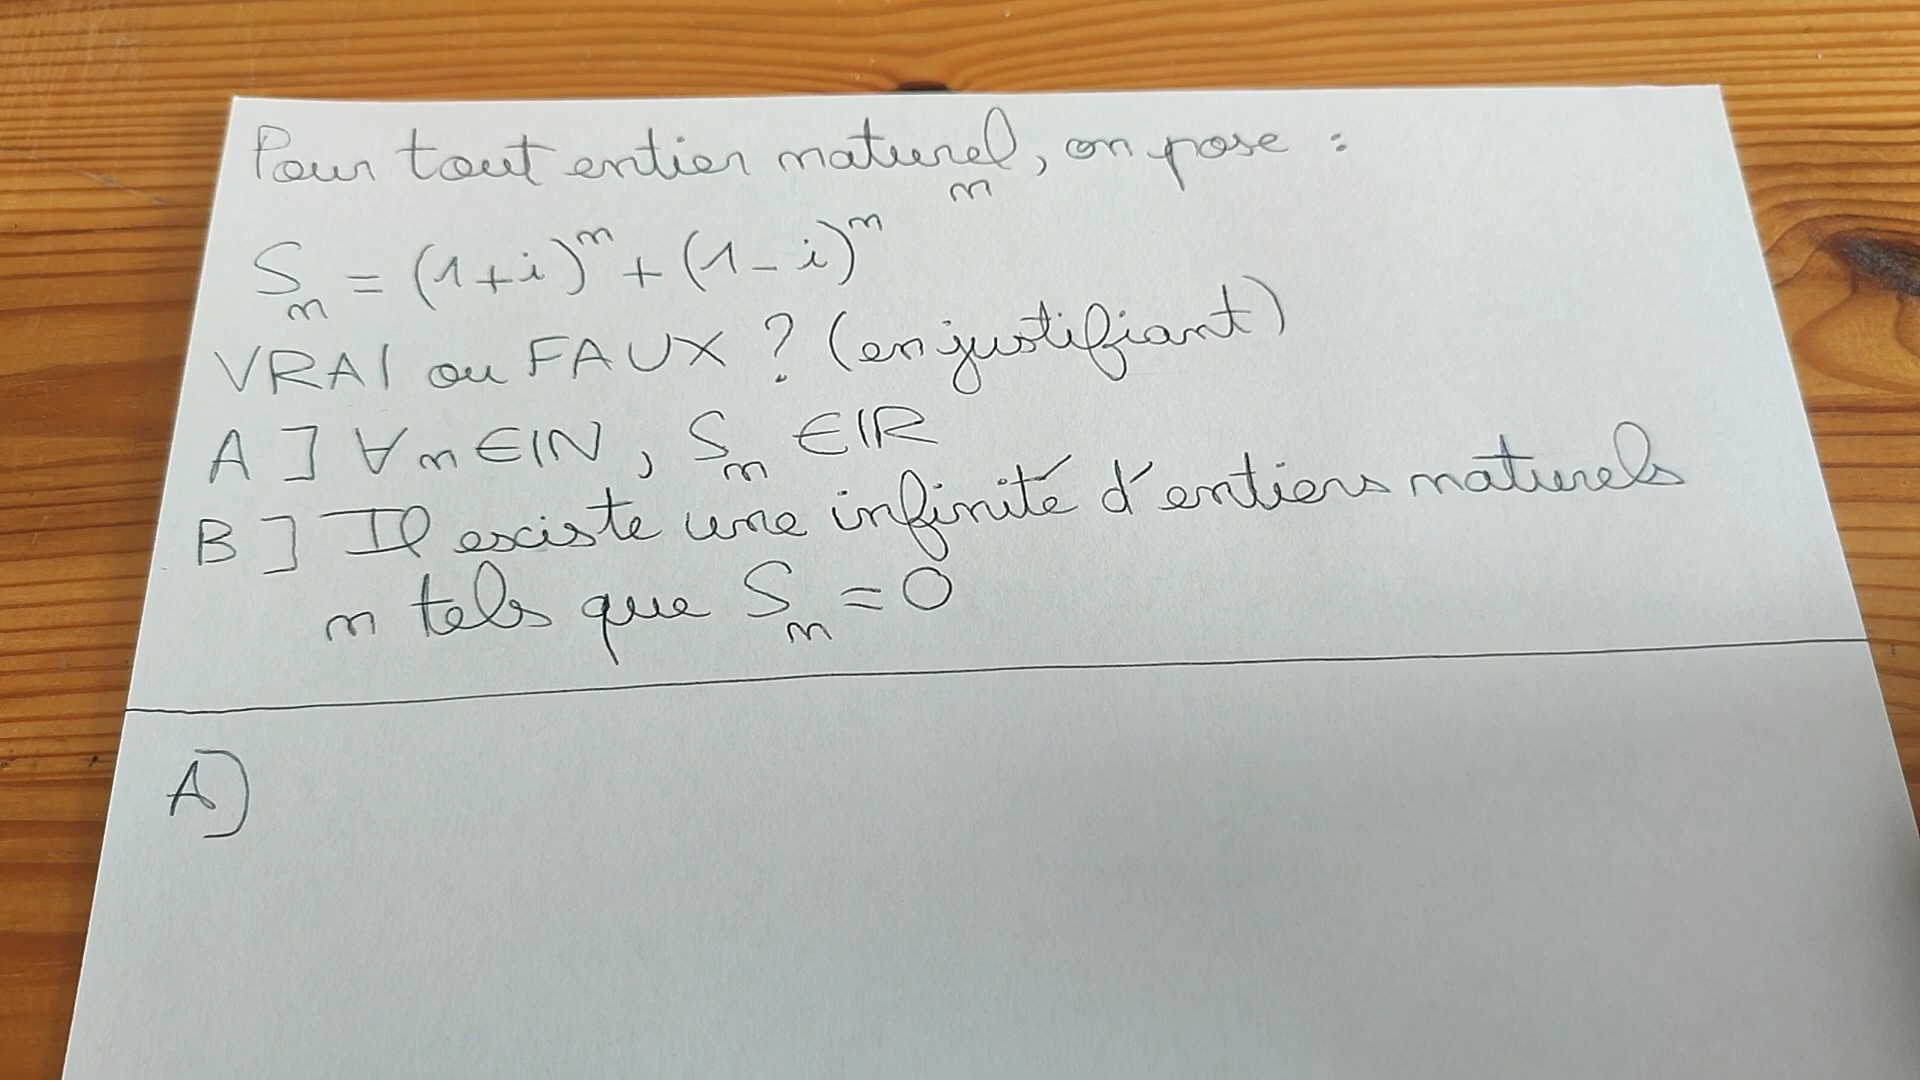 Pour tout entier naturel n, on pose :
Sn = (1+i)^n + (1-i)^n
VRAI ou FAUX ? (en justifiant)
A] ∀n∈IN, Sn ∈IR
B] Il existe une infinité d'entiers naturels
n tels que Sn = 0
A)